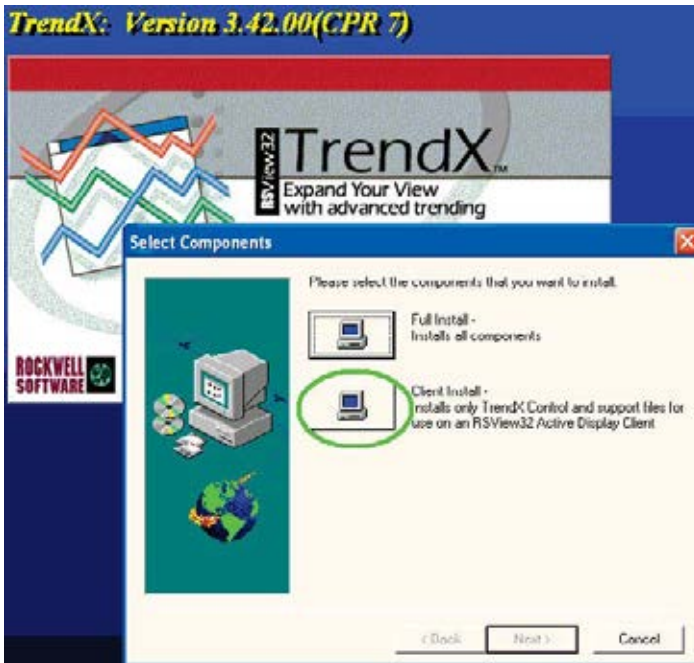 TrendX: Version 3.42.00(CPR 7)
RSView32
TrendX™
Expand Your View
with advanced trending
ROCKWELL
SOFTWARE
Select Components
Please select the components that you want to install.
Full Install -
Installs all components
Client Install -
Installs only TrendX Control and support files for
use on an RSView32 Active Display Client
< Back
Next >
Cancel